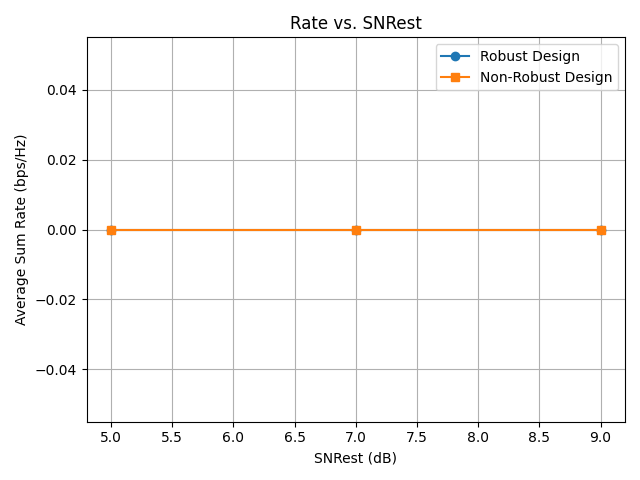 Rate vs. SNRest
Robust Design
Non-Robust Design
0.04
0.02
0.00
−0.02
−0.04
Average Sum Rate (bps/Hz)
5.0 5.5 6.0 6.5 7.0 7.5 8.0 8.5 9.0
SNRest (dB)